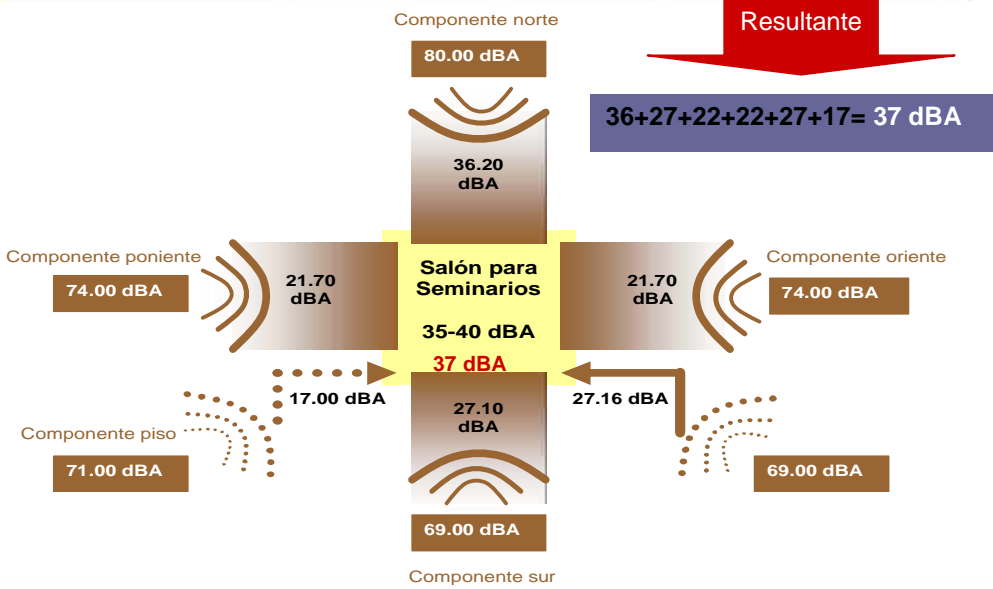 Componente norte
80.00 dBA
Resultante
36+27+22+22+27+17= 37 dBA
36.20
dBA
Componente poniente
74.00 dBA
21.70
dBA
Salón para
Seminarios
35-40 dBA
37 dBA
21.70
dBA
Componente oriente
74.00 dBA
17.00 dBA
27.16 dBA
27.10
dBA
Componente piso
71.00 dBA
69.00 dBA
69.00 dBA
Componente sur